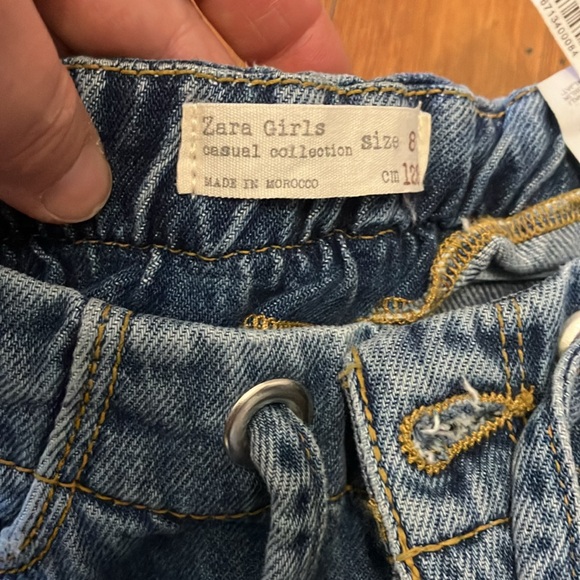 Zara Girls
casual collection size 8
MADE IN MOROCCO cm 128